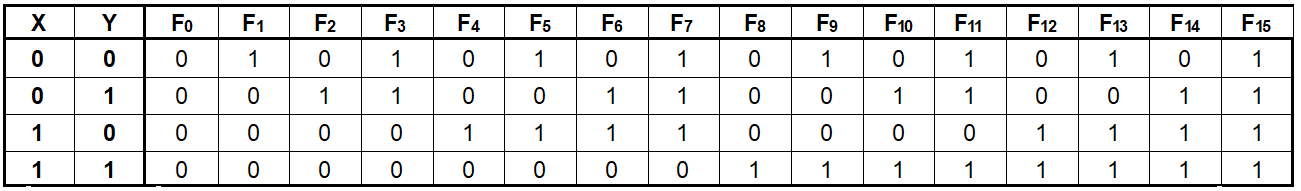 X Y F0 F1 F2 F3 F4 F5 F6 F7 F8 F9 F10 F11 F12 F13 F14 F15
0 0 0 1 0 1 0 1 0 1 0 1 0 1 0 1 0 1
0 1 0 0 1 1 0 0 1 1 0 0 1 1 0 0 1 1
1 0 0 0 0 0 1 1 1 1 0 0 0 0 1 1 1 1
1 1 0 0 0 0 0 0 0 0 1 1 1 1 1 1 1 1